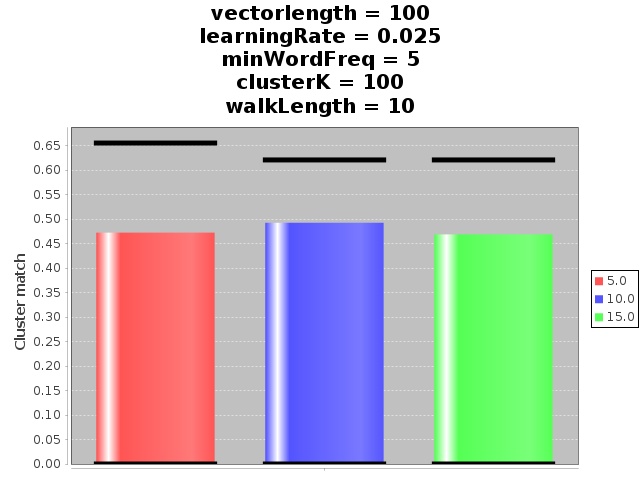 vectorlength = 100
learningRate = 0.025
minWordFreq = 5
clusterK = 100
walkLength = 10
0.65
0.60
0.55
0.50
0.45
0.40
0.35
0.30
0.25
0.20
0.15
0.10
0.05
0.00
Cluster match
5.0
10.0
15.0